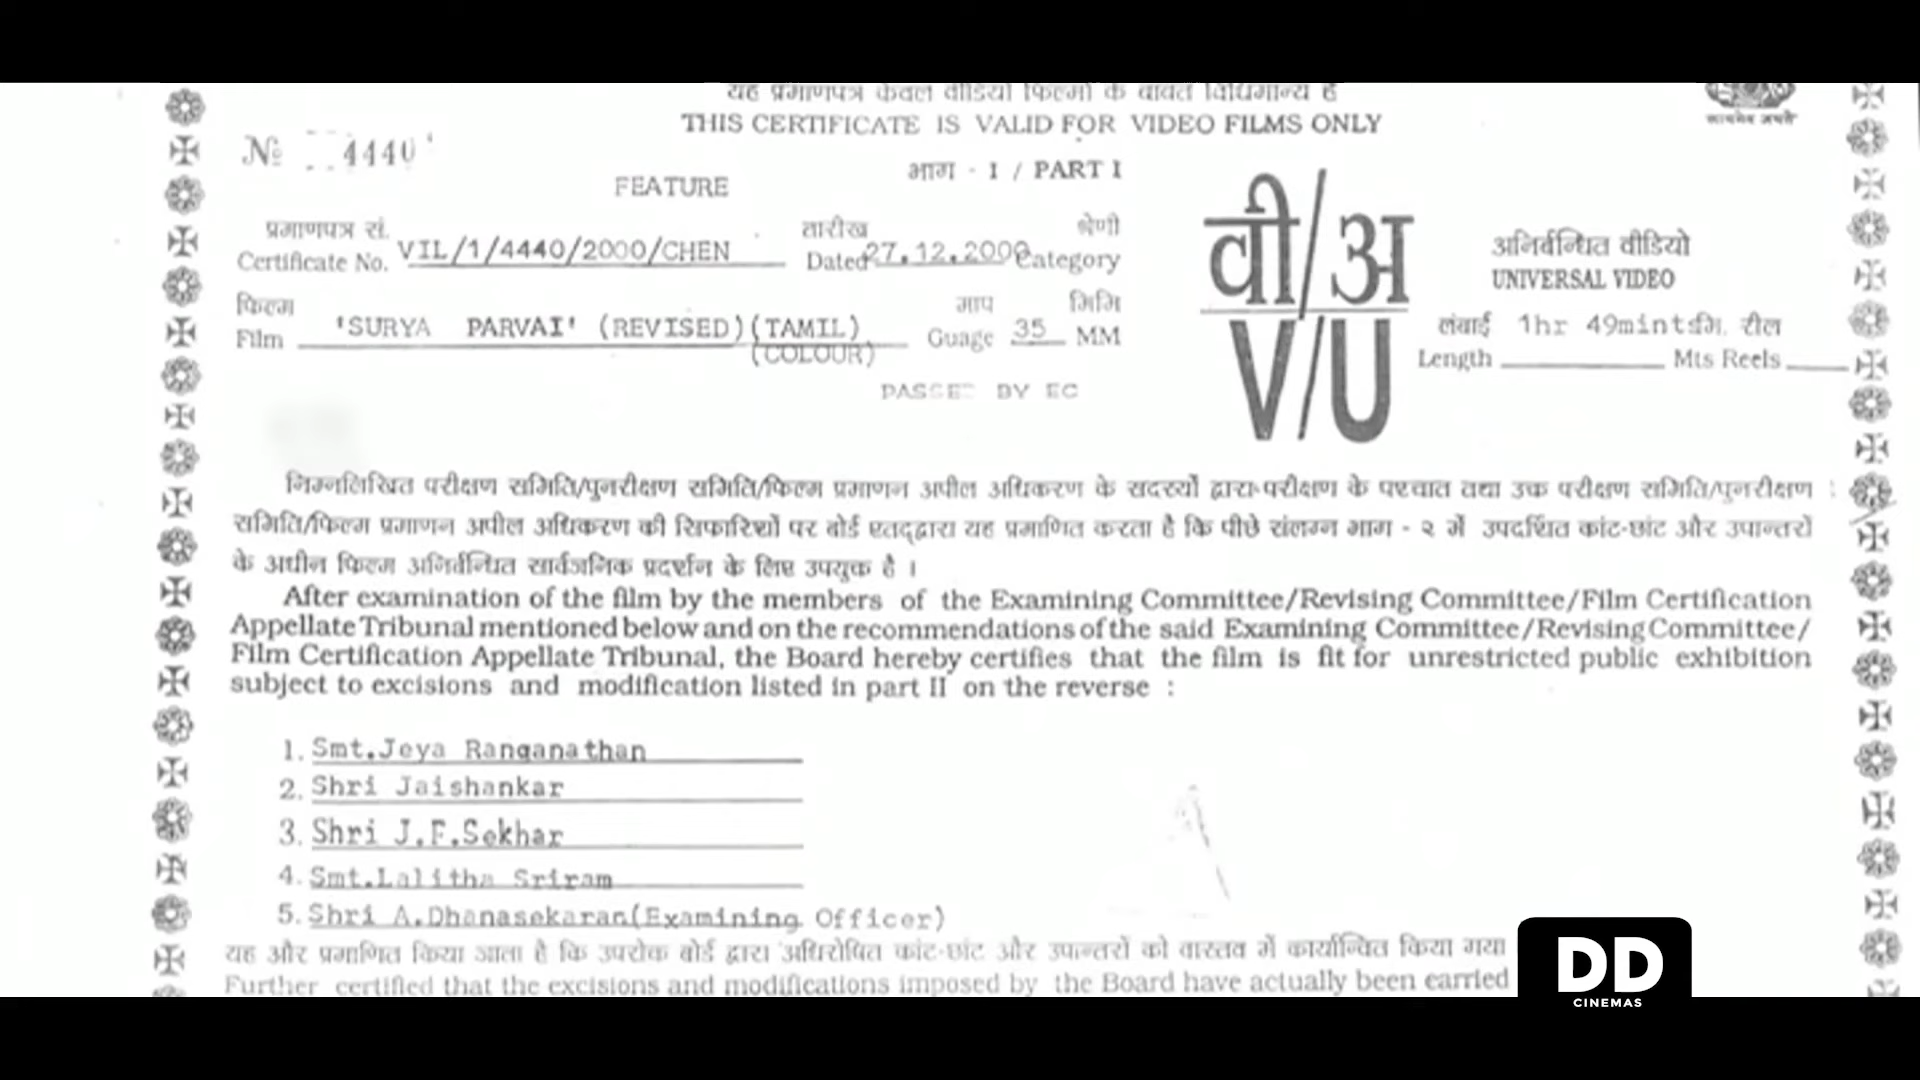 यह प्रमाणपत्र केवल वीडियो फिल्मों के बाबत विधिमान्य है
THIS CERTIFICATE IS VALID FOR VIDEO FILMS ONLY
सत्यमेव जयते
№ 4440
भाग - I / PART I
FEATURE
प्रमाणपत्र सं. तारीख श्रेणी
Certificate No. VIL/1/4440/2000/CHEN Dated 27.12.2000 Category
वी/अ
V/U
अनिर्बन्धित वीडियो
UNIVERSAL VIDEO
फिल्म माप मिमि
Film 'SURYA PARVAI' (REVISED)(TAMIL) Guage 35 MM
(COLOUR)
लंबाई 1hr 49mints मि. रील
Length Mts Reels
PASSED BY EC
निम्नलिखित परीक्षण समिति/पुनरीक्षण समिति/फिल्म प्रमाणन अपील अधिकरण के सदस्यों द्वारा परीक्षण के पश्चात तथा उक्त परीक्षण समिति/पुनरीक्षण
समिति/फिल्म प्रमाणन अपील अधिकरण की सिफारिशों पर बोर्ड एतद्द्वारा यह प्रमाणित करता है कि पीछे संलग्न भाग - २ में उपदर्शित कांट-छांट और उपान्तरों
के अधीन फिल्म अनिर्बन्धित सार्वजनिक प्रदर्शन के लिए उपयुक्त है ।
After examination of the film by the members of the Examining Committee/Revising Committee/Film Certification
Appellate Tribunal mentioned below and on the recommendations of the said Examining Committee/Revising Committee/
Film Certification Appellate Tribunal, the Board hereby certifies that the film is fit for unrestricted public exhibition
subject to excisions and modification listed in part II on the reverse :
1. Smt.Jeya Ranganathan
2. Shri Jaishankar
3. Shri J.F.Sekhar
4. Smt.Lalitha Sriram
5. Shri A.Dhanasekaran(Examining Officer)
यह और प्रमाणित किया जाता है कि उपरोक्त बोर्ड द्वारा अधिरोपित कांट-छांट और उपान्तरों को वास्तव में कार्यान्वित किया गया
Further certified that the excisions and modifications imposed by the Board have actually been carried
DD
CINEMAS